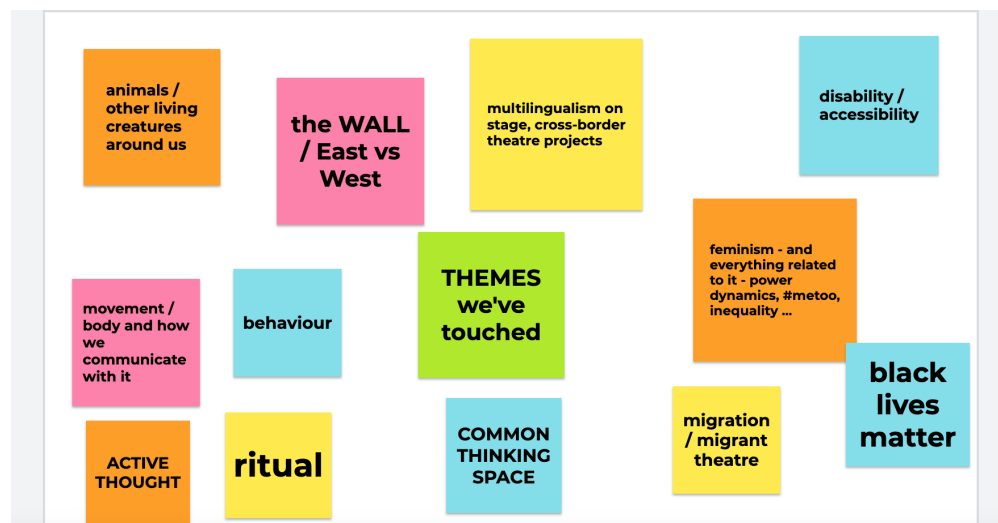 animals /
other living
creatures
around us
the WALL
/ East vs
West
multilingualism on
stage, cross-border
theatre projects
disability /
accessibility
feminism - and
everything related
to it - power
dynamics, #metoo,
inequality ...
THEMES
we've
touched
movement /
body and how
we
communicate
with it
behaviour
black
lives
matter
migration
/ migrant
theatre
COMMON
THINKING
SPACE
ritual
ACTIVE
THOUGHT